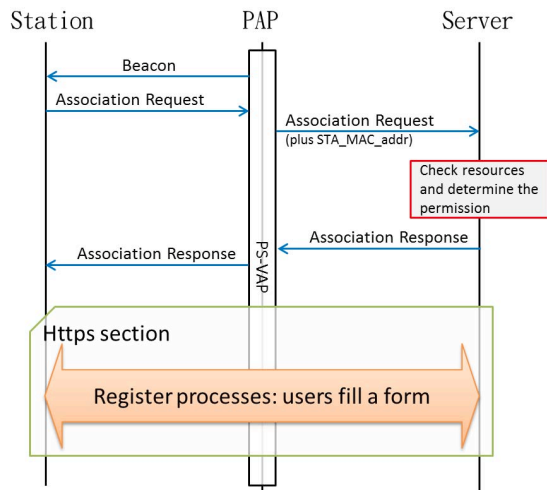 Station PAP Server
Beacon
Association Request
Association Request
(plus STA_MAC_addr)
Check resources
and determine the
permission
Association Response
Association Response
PS-VAP
Https section
Register processes: users fill a form